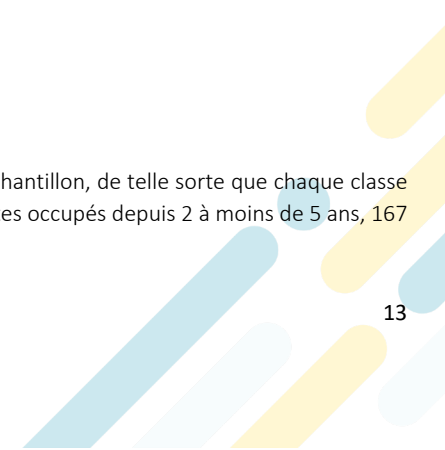 hantillon, de telle sorte que chaque classe
es occupés depuis 2 à moins de 5 ans, 167
13